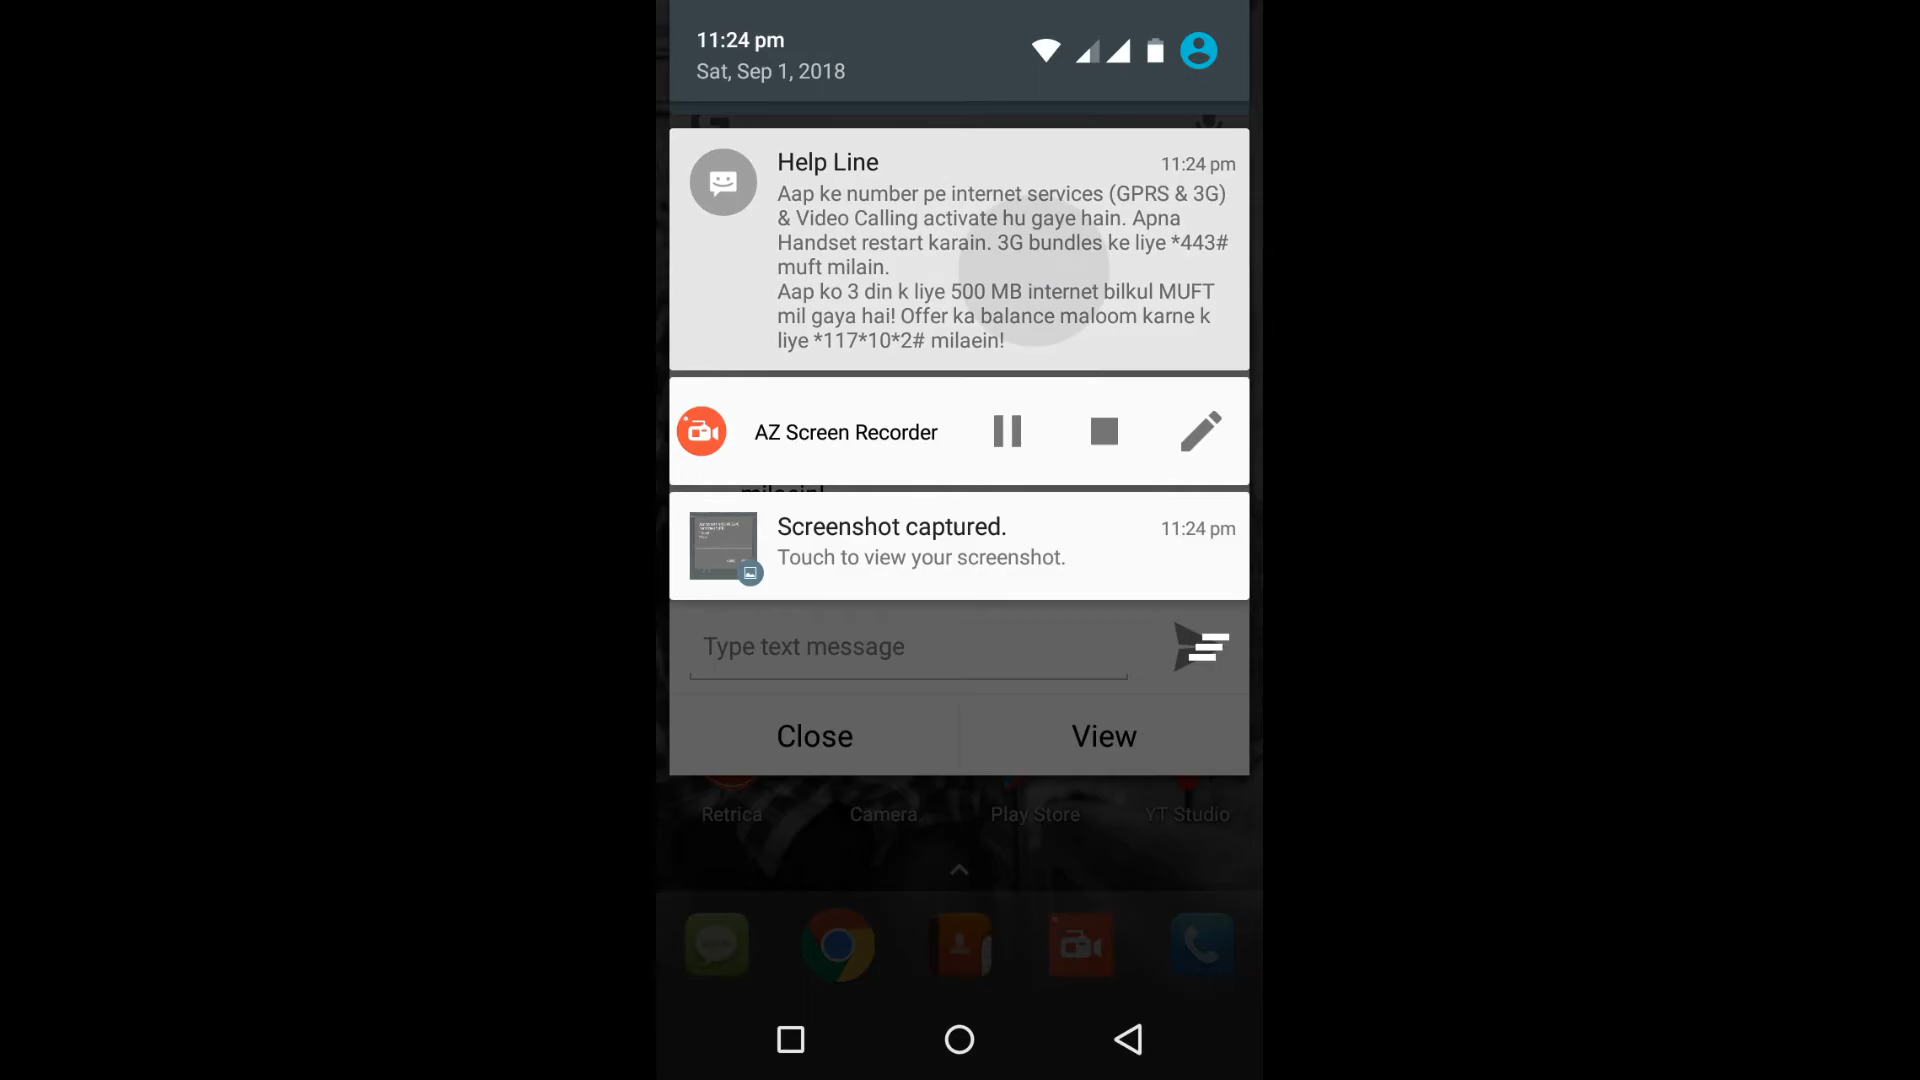 11:24 pm
Sat, Sep 1, 2018
Help Line
11:24 pm
Aap ke number pe internet services (GPRS & 3G)
& Video Calling activate hu gaye hain. Apna
Handset restart karain. 3G bundles ke liye *443#
muft milain.
Aap ko 3 din k liye 500 MB internet bilkul MUFT
mil gaya hai! Offer ka balance maloom karne k
liye *117*10*2# milaein!
AZ Screen Recorder
milaein!
Screenshot captured.
11:24 pm
Touch to view your screenshot.
Type text message
Close
View
Retrica
Camera
Play Store
YT Studio